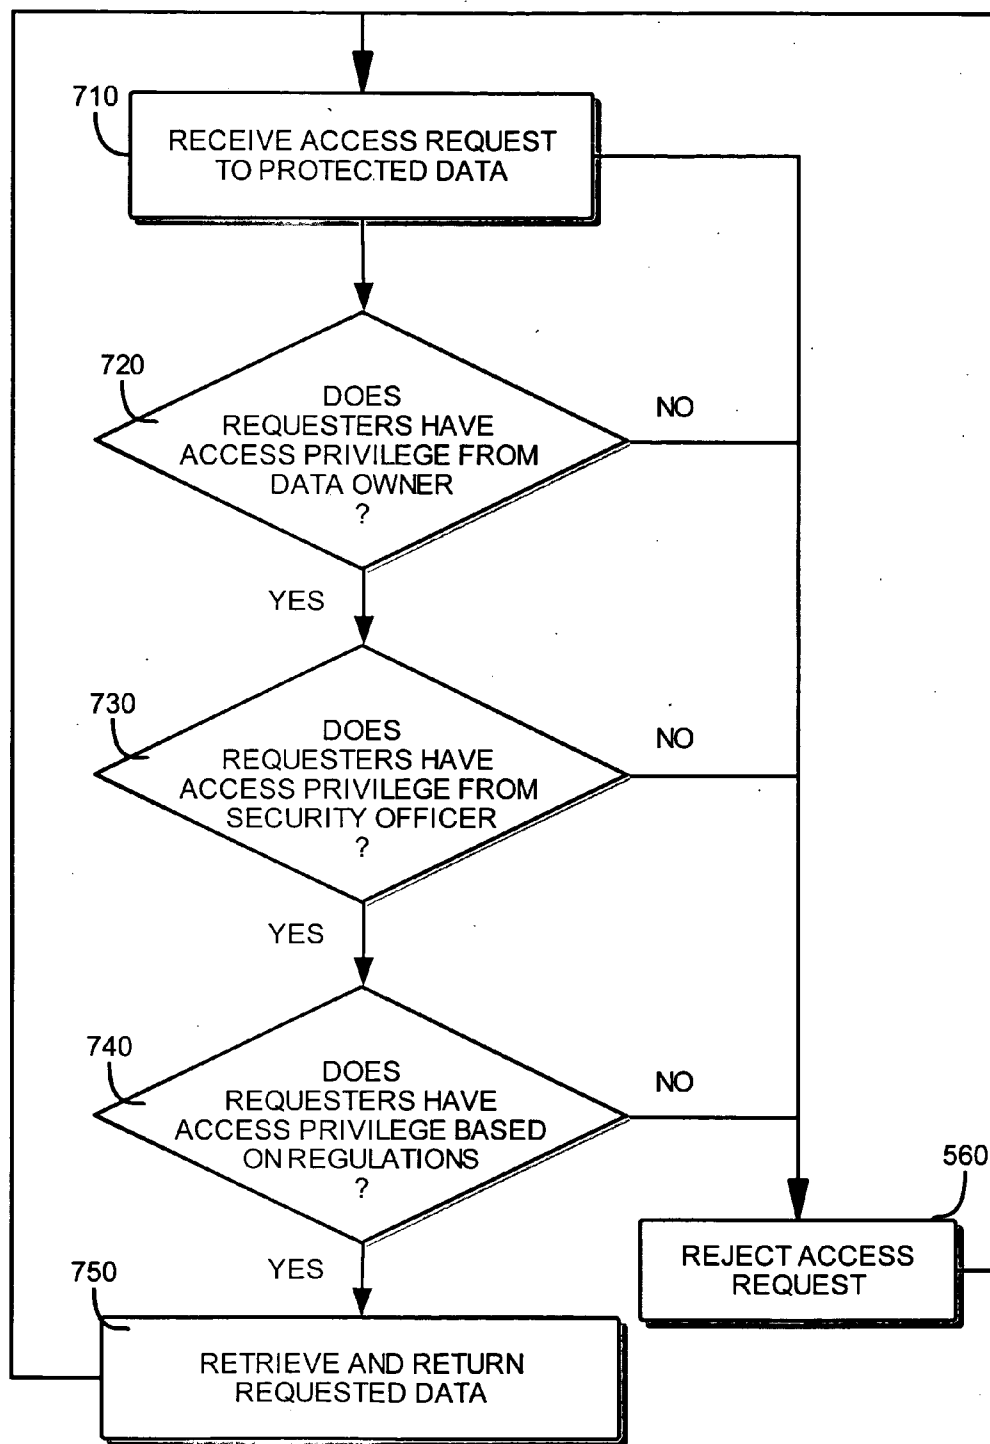 710
RECEIVE ACCESS REQUEST
TO PROTECTED DATA
720
DOES
REQUESTERS HAVE
ACCESS PRIVILEGE FROM
DATA OWNER
?
NO
YES
730
DOES
REQUESTERS HAVE
ACCESS PRIVILEGE FROM
SECURITY OFFICER
?
NO
YES
740
DOES
REQUESTERS HAVE
ACCESS PRIVILEGE BASED
ON REGULATIONS
?
NO
560
REJECT ACCESS
REQUEST
YES
750
RETRIEVE AND RETURN
REQUESTED DATA